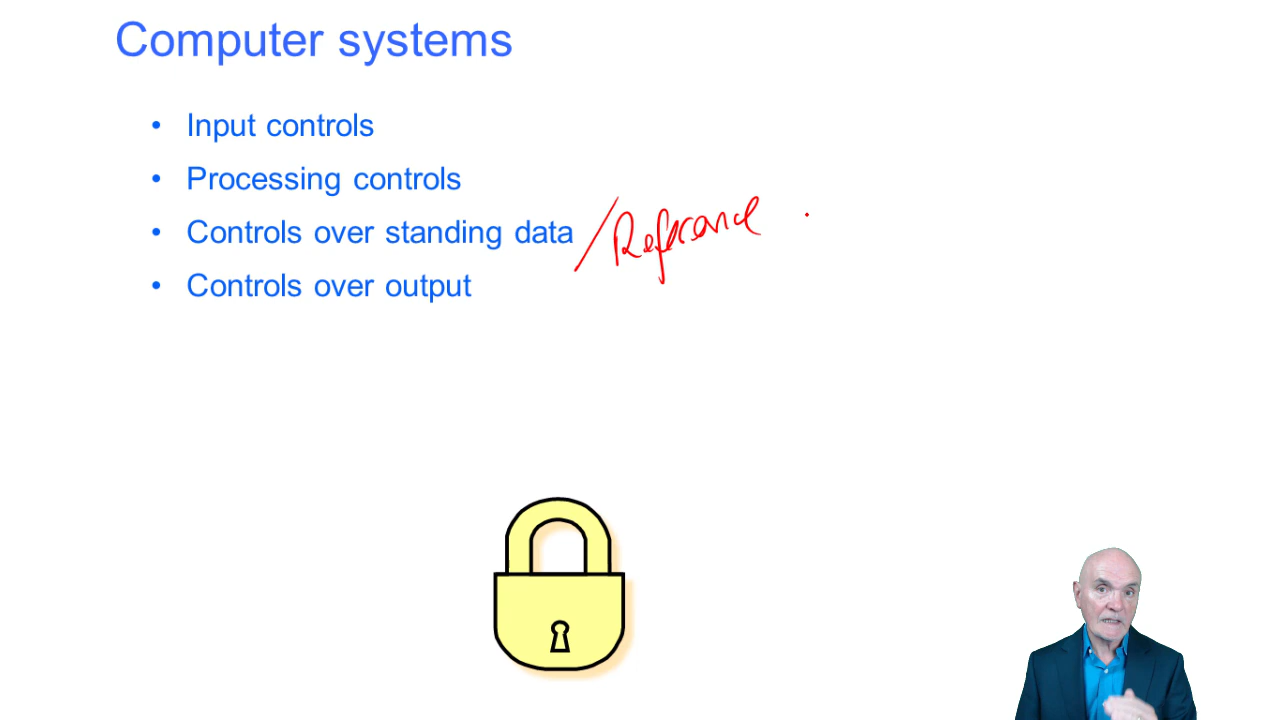 Computer systems
• Input controls
• Processing controls
• Controls over standing data /Reference
• Controls over output